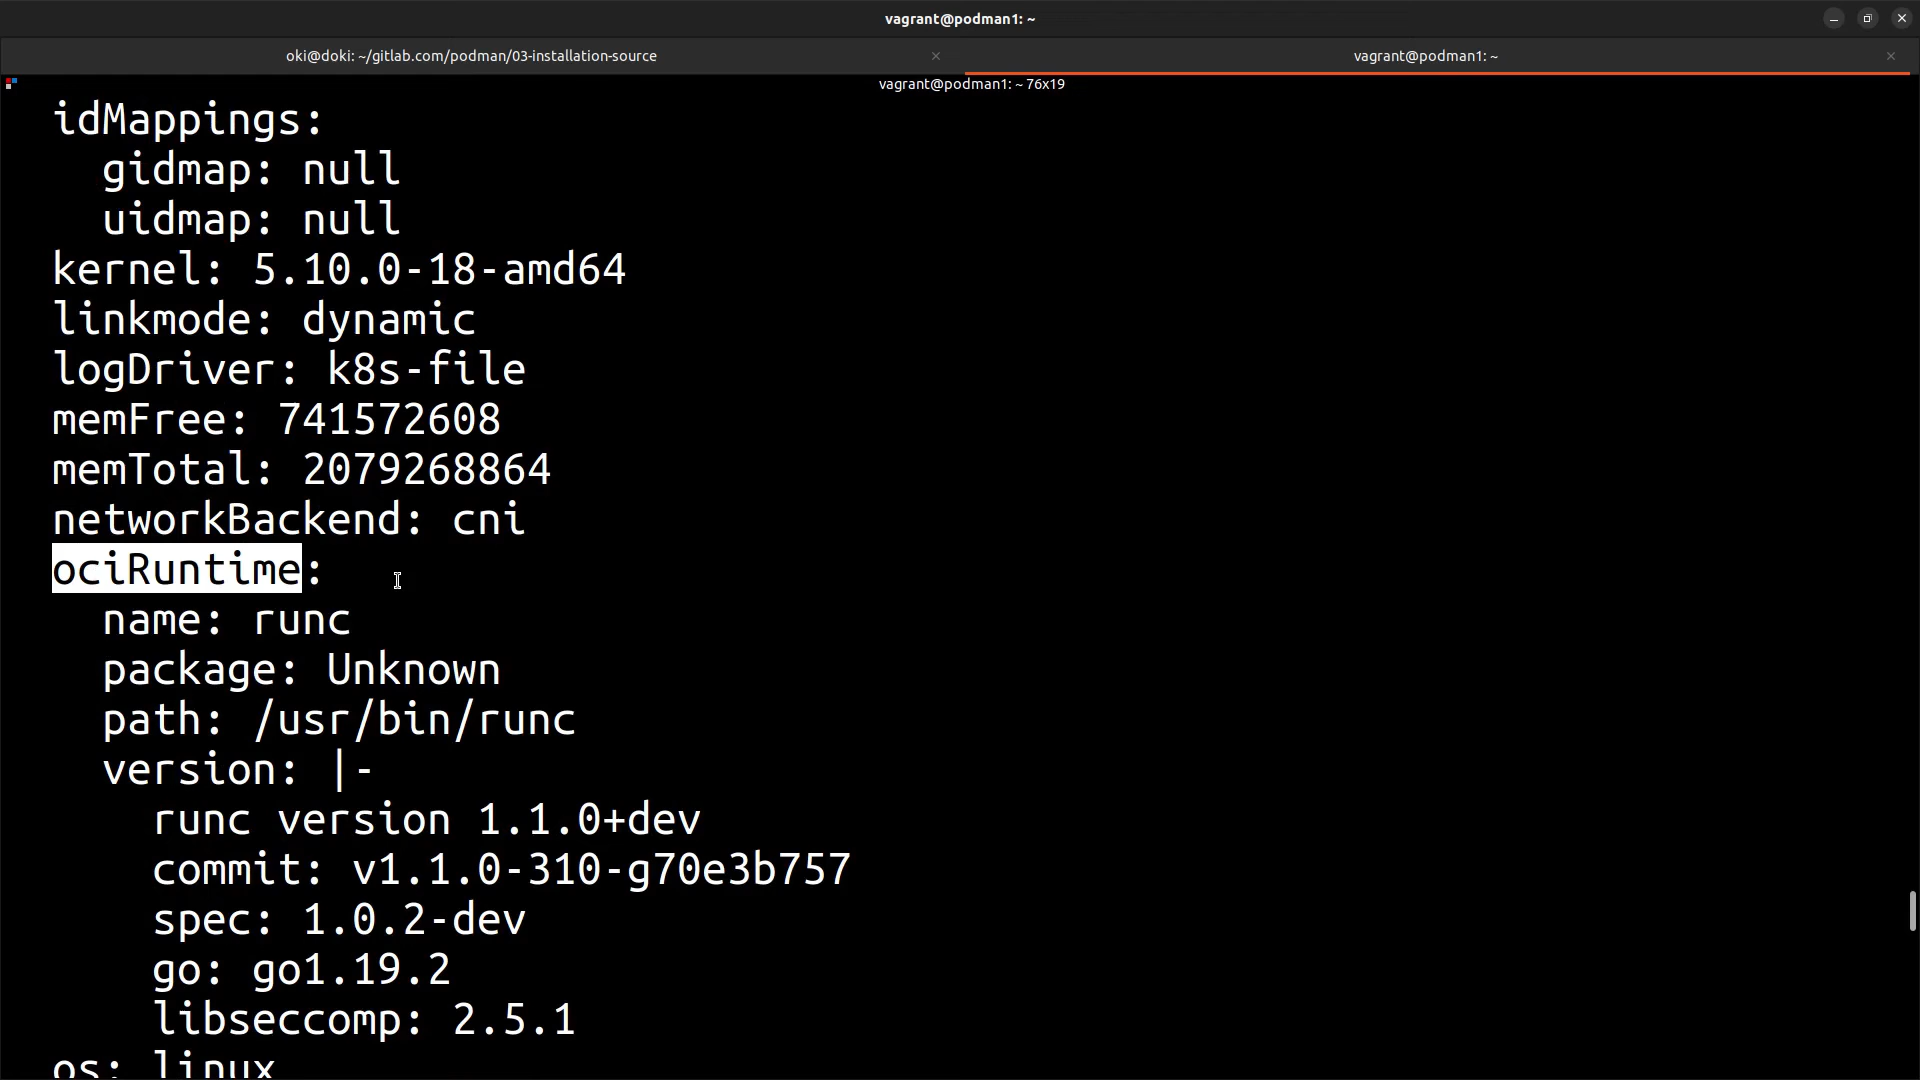 vagrant@podman1: ~
oki@doki: ~/gitlab.com/podman/03-installation-source
vagrant@podman1: ~
vagrant@podman1: ~ 76x19
idMappings:
gidmap: null
uidmap: null
kernel: 5.10.0-18-amd64
linkmode: dynamic
logDriver: k8s-file
memFree: 741572608
memTotal: 2079268864
networkBackend: cni
ociRuntime:
name: runc
package: Unknown
path: /usr/bin/runc
version: |-
runc version 1.1.0+dev
commit: v1.1.0-310-g70e3b757
spec: 1.0.2-dev
go: go1.19.2
libseccomp: 2.5.1
os: linux